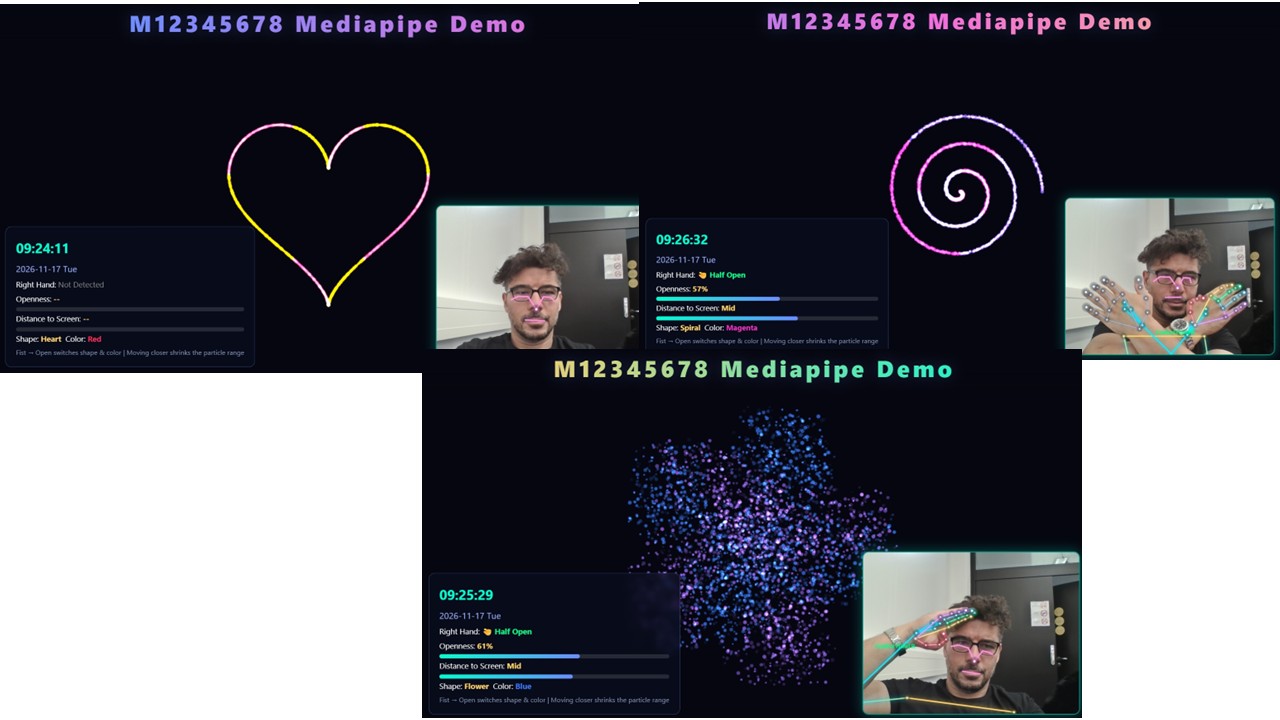 M12345678 Mediapipe Demo
09:24:11
2026-11-17 Tue
Right Hand: Not Detected
Openness: --
Distance to Screen: --
Shape: Heart Color: Red
Fist → Open switches shape & color | Moving closer shrinks the particle range
M12345678 Mediapipe Demo
09:26:32
2026-11-17 Tue
Right Hand: Half Open
Openness: 57%
Distance to Screen: Mid
Shape: Spiral Color: Magenta
Fist → Open switches shape & color | Moving closer shrinks the particle range
M12345678 Mediapipe Demo
09:25:29
2026-11-17 Tue
Right Hand: Half Open
Openness: 61%
Distance to Screen: Mid
Shape: Flower Color: Blue
Fist → Open switches shape & color | Moving closer shrinks the particle range